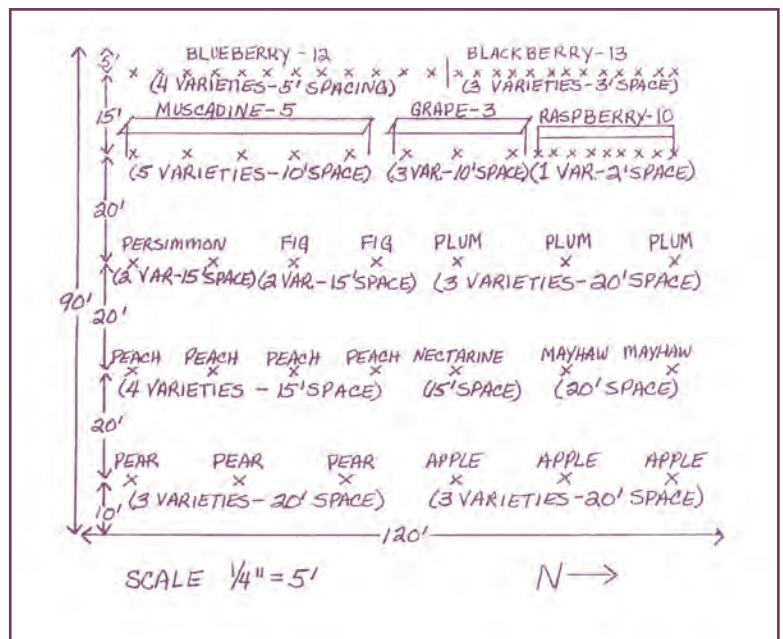 5'
BLUEBERRY-12 BLACKBERRY-13
(4 VARIETIES-5' SPACING) (3 VARIETIES-3' SPACE)
15'
MUSCADINE-5 GRAPE-3 RASPBERRY-10
(5 VARIETIES-10' SPACE) (3 VAR.-10' SPACE) (1 VAR.-2' SPACE)
20'
PERSIMMON FIG FIG PLUM PLUM PLUM
(2 VAR-15' SPACE) (2 VAR.-15' SPACE) (3 VARIETIES-20' SPACE)
90'
20'
PEACH PEACH PEACH PEACH NECTARINE MAYHAW MAYHAW
(4 VARIETIES - 15' SPACE) (15' SPACE) (20' SPACE)
20'
PEAR PEAR PEAR APPLE APPLE APPLE
(3 VARIETIES-20' SPACE) (3 VARIETIES-20' SPACE)
10'
120'
SCALE 1/4" = 5' N